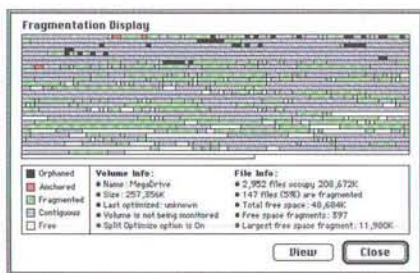 Fragmentation Display
Orphaned
Anchored
Fragmented
Contiguous
Free
Volume Info:
• Name: MegaDrive
• Size: 257,356K
• Last optimized: unknown
• Volume is not being monitored
• Split Optimize option is On
File Info:
• 2,952 files occupy 208,672K
• 147 files (5%) are fragmented
• Total free space: 48,684K
• Free space fragments: 397
• Largest free space fragment: 11,900K
View
Close